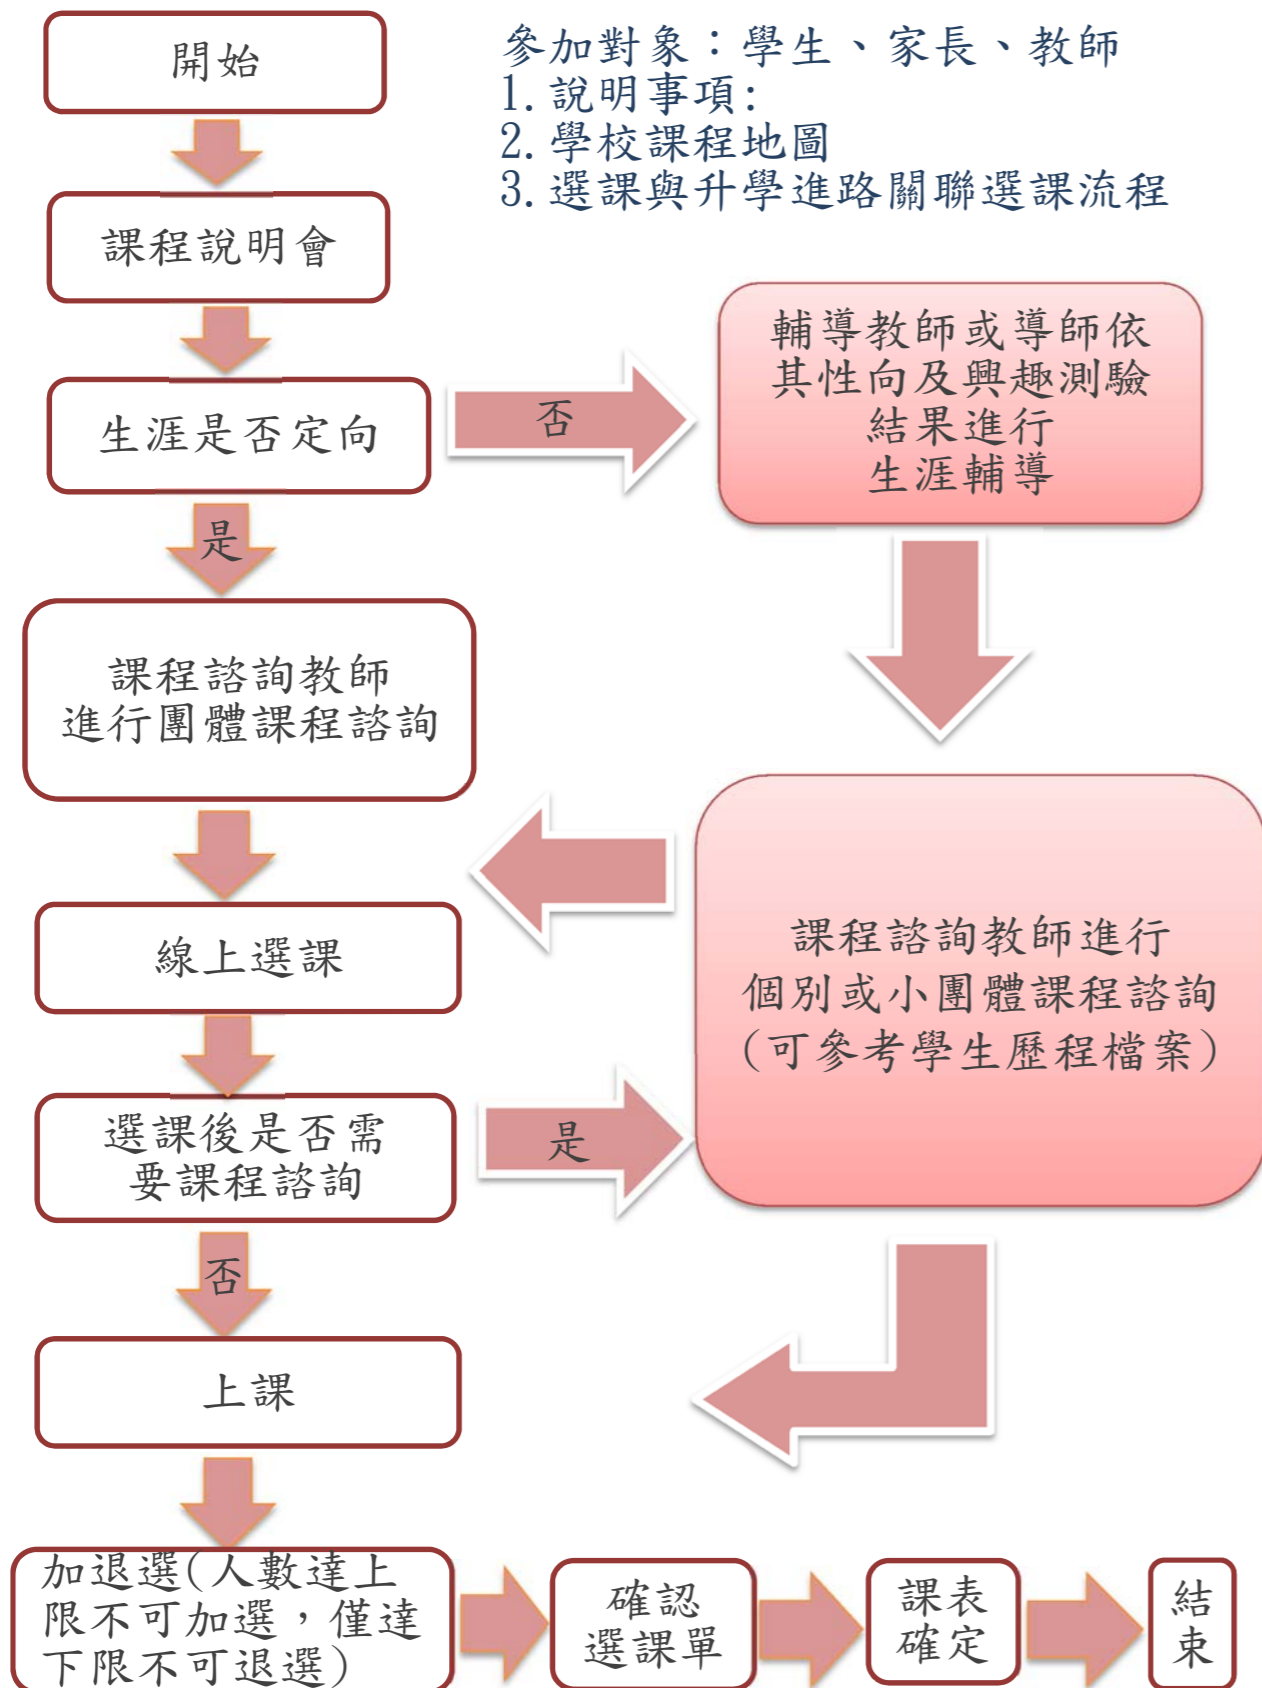 開始
參加對象：學生、家長、教師
1.說明事項:
2.學校課程地圖
3.選課與升學進路關聯選課流程
課程說明會
生涯是否定向
否
輔導教師或導師依
其性向及興趣測驗
結果進行
生涯輔導
是
課程諮詢教師
進行團體課程諮詢
線上選課
課程諮詢教師進行
個別或小團體課程諮詢
(可參考學生歷程檔案)
選課後是否需
要課程諮詢
是
否
上課
加退選(人數達上
限不可加選，僅達
下限不可退選)
確認
選課單
課表
確定
結
束